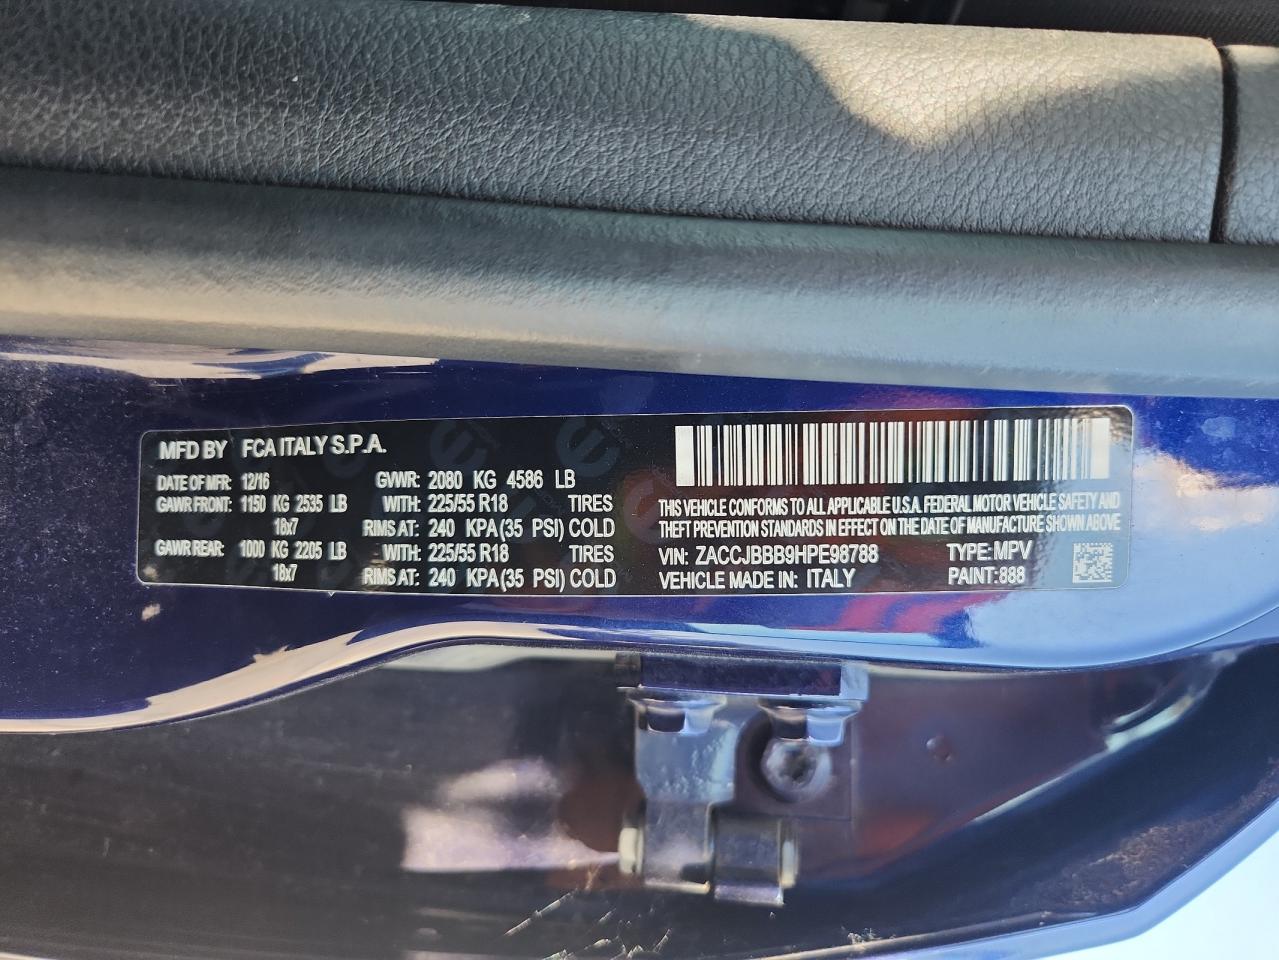 MFD BY FCA ITALY S.P.A.
DATE OF MFR: 12/16 GVWR: 2080 KG 4586 LB
GAWR FRONT: 1150 KG 2535 LB WITH: 225/55 R18 TIRES
18x7 RIMS AT: 240 KPA (35 PSI) COLD
GAWR REAR: 1000 KG 2205 LB WITH: 225/55 R18 TIRES
18x7 RIMS AT: 240 KPA (35 PSI) COLD
THIS VEHICLE CONFORMS TO ALL APPLICABLE U.S.A. FEDERAL MOTOR VEHICLE SAFETY AND
THEFT PREVENTION STANDARDS IN EFFECT ON THE DATE OF MANUFACTURE SHOWN ABOVE
VIN: ZACCJBBB9HPE98788 TYPE: MPV
VEHICLE MADE IN: ITALY PAINT: 888